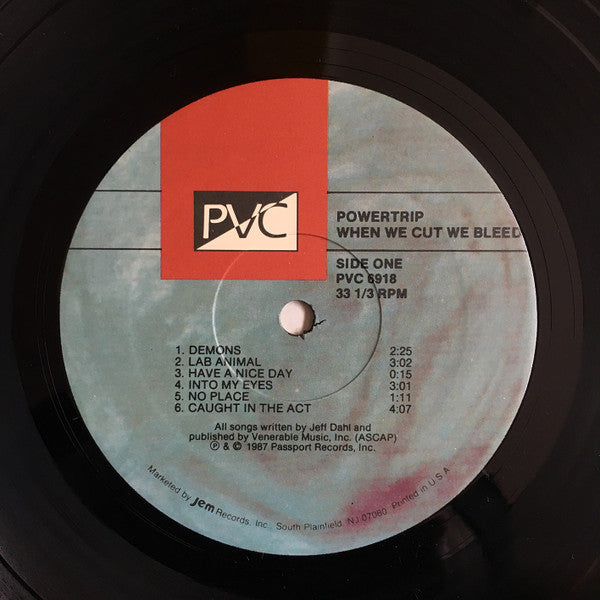 PVC
POWERTRIP
WHEN WE CUT WE BLEED
SIDE ONE
PVC 6918
33 1/3 RPM
1. DEMONS 2:25
2. LAB ANIMAL 3:02
3. HAVE A NICE DAY 0:15
4. INTO MY EYES 3:01
5. NO PLACE 1:11
6. CAUGHT IN THE ACT 4:07
All songs written by Jeff Dahl and
published by Venerable Music, Inc. (ASCAP)
℗ & © 1987 Passport Records, Inc.
Marketed by Jem Records, Inc. South Plainfield, NJ 07080 Printed in U.S.A.